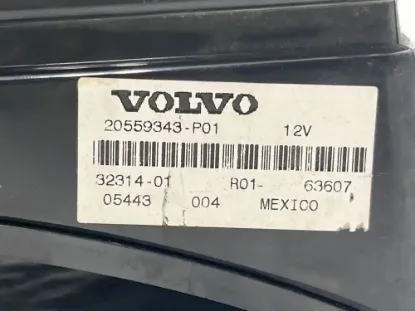 VOLVO
20559343-P01 12V
32314-01 R01- 63607
05443 004 MEXICO